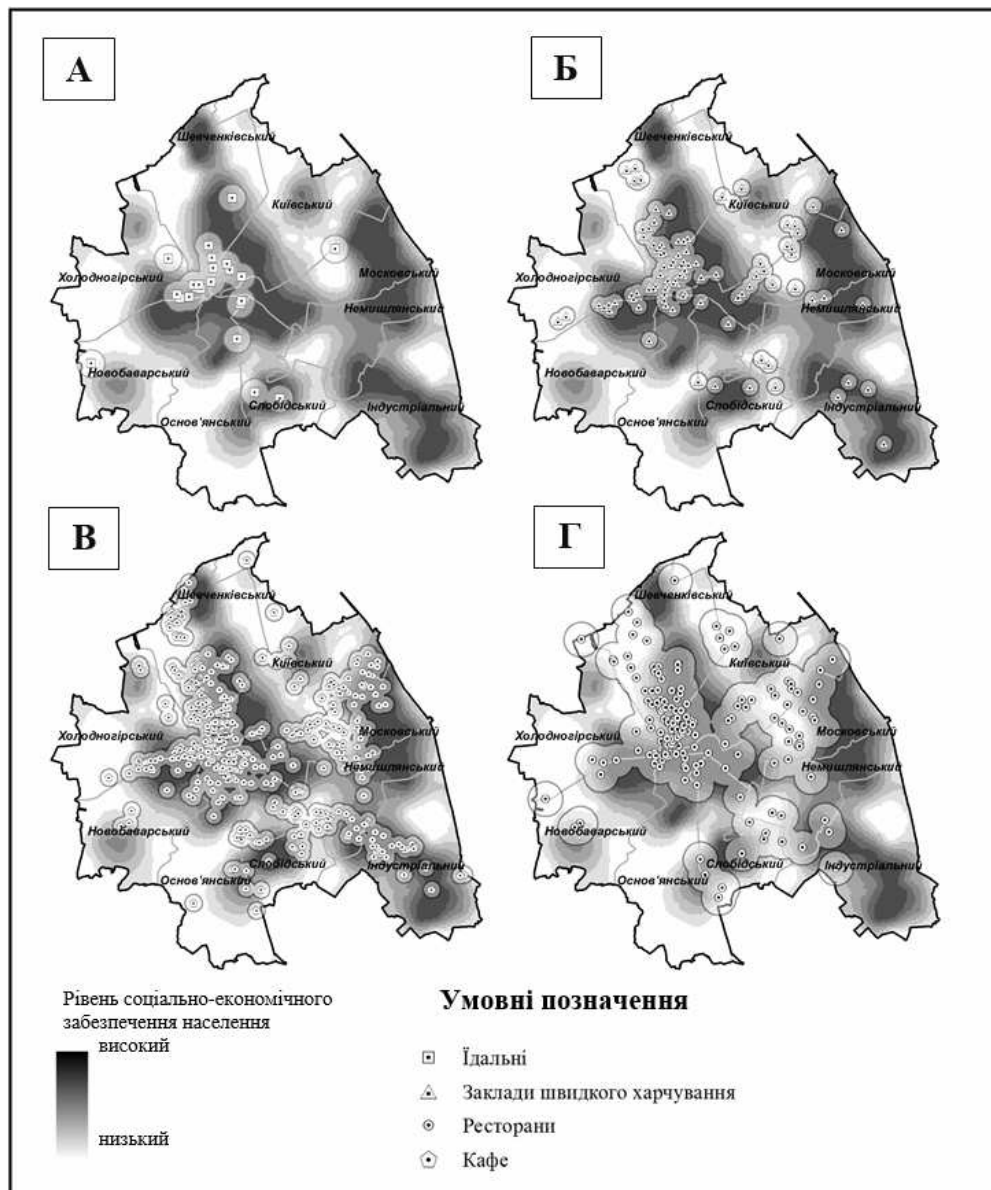 А
Шевченківський
Київський
Холодногірський
Московський
Немишлянський
Новобаварський
Слобідський
Індустріальний
Основ'янський
Б
Шевченківський
Київський
Холодногірський
Московський
Немишлянський
Новобаварський
Слобідський
Індустріальний
Основ'янський
В
Шевченківський
Київський
Холодногірський
Московський
Немишлянський
Новобаварський
Слобідський
Індустріальний
Основ'янський
Г
Шевченківський
Київський
Холодногірський
Московський
Немишлянський
Новобаварський
Слобідський
Індустріальний
Основ'янський
Рівень соціально-економічного
забезпечення населення
високий
низький
Умовні позначення
Їдальні
Заклади швидкого харчування
Ресторани
Кафе